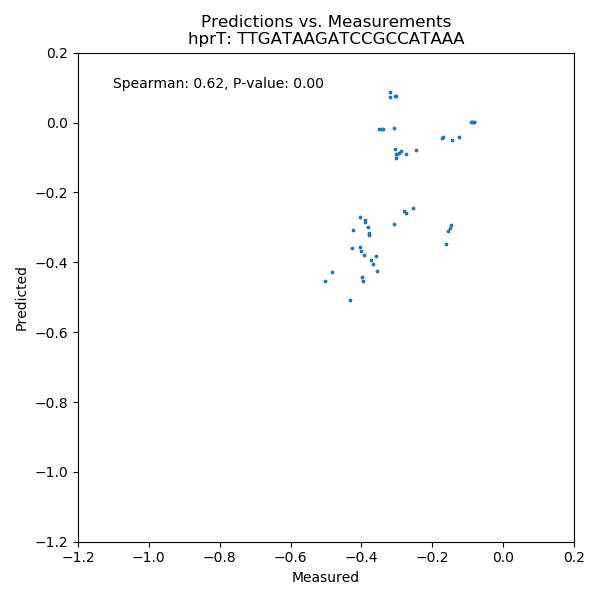 Predictions vs. Measurements
hprT: TTGATAAGATCCGCCATAAA
Spearman: 0.62, P-value: 0.00
0.2
0.0
−0.2
−0.4
−0.6
−0.8
−1.0
−1.2
Predicted
−1.2 −1.0 −0.8 −0.6 −0.4 −0.2 0.0 0.2
Measured